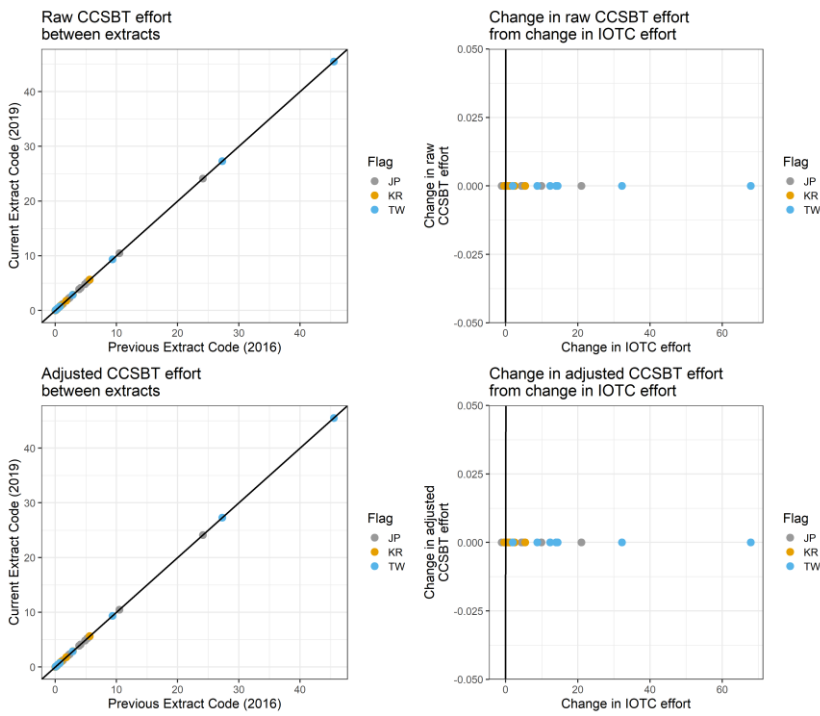 Raw CCSBT effort
between extracts
Current Extract Code (2019)
40
30
20
10
0
0 10 20 30 40
Previous Extract Code (2016)
Flag
JP
KR
TW
Change in raw CCSBT effort
from change in IOTC effort
Change in raw
CCSBT effort
0.050
0.025
0.000
-0.025
-0.050
0 20 40 60
Change in IOTC effort
Flag
JP
KR
TW
Adjusted CCSBT effort
between extracts
Current Extract Code (2019)
40
30
20
10
0
0 10 20 30 40
Previous Extract Code (2016)
Flag
JP
KR
TW
Change in adjusted CCSBT effort
from change in IOTC effort
Change in adjusted
CCSBT effort
0.050
0.025
0.000
-0.025
-0.050
0 20 40 60
Change in IOTC effort
Flag
JP
KR
TW